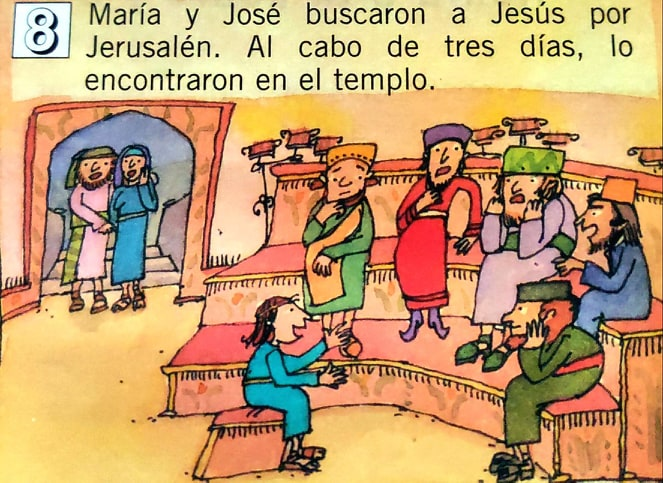 8
María y José buscaron a Jesús por
Jerusalén. Al cabo de tres días, lo
encontraron en el templo.